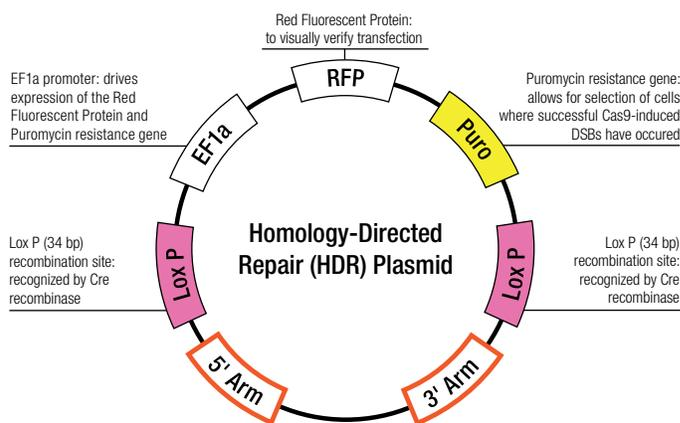 Red Fluorescent Protein:
to visually verify transfection
EF1a promoter: drives
expression of the Red
Fluorescent Protein and
Puromycin resistance gene
Puromycin resistance gene:
allows for selection of cells
where successful Cas9-induced
DSBs have occured
RFP
EF1a
Puro
Homology-Directed
Repair (HDR) Plasmid
Lox P (34 bp)
recombination site:
recognized by Cre
recombinase
Lox P
Lox P
Lox P (34 bp)
recombination site:
recognized by Cre
recombinase
5' Arm
3' Arm